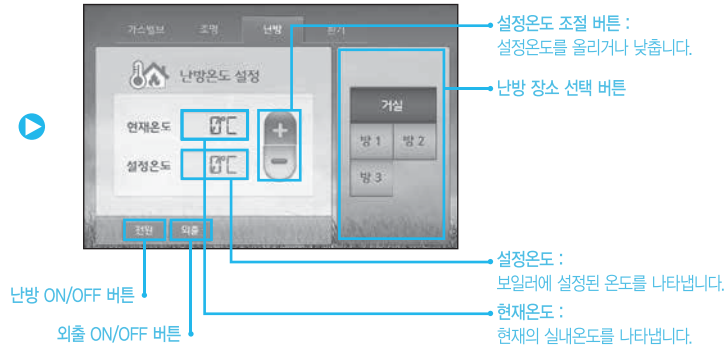 가스밸브 조명 난방 환기
난방온도 설정
현재온도 0℃
설정온도 0℃
+
−
거실
방 1 방 2
방 3
전원 외출
설정온도 조절 버튼 :
설정온도를 올리거나 낮춥니다.
난방 장소 선택 버튼
설정온도 :
보일러에 설정된 온도를 나타냅니다.
현재온도 :
현재의 실내온도를 나타냅니다.
난방 ON/OFF 버튼
외출 ON/OFF 버튼